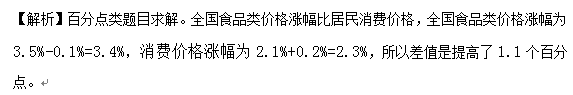 【解析】百分点类题目求解。全国食品类价格涨幅比居民消费价格，全国食品类价格涨幅为
3.5%-0.1%=3.4%，消费价格涨幅为 2.1%+0.2%=2.3%，所以差值是提高了 1.1 个百分
点。